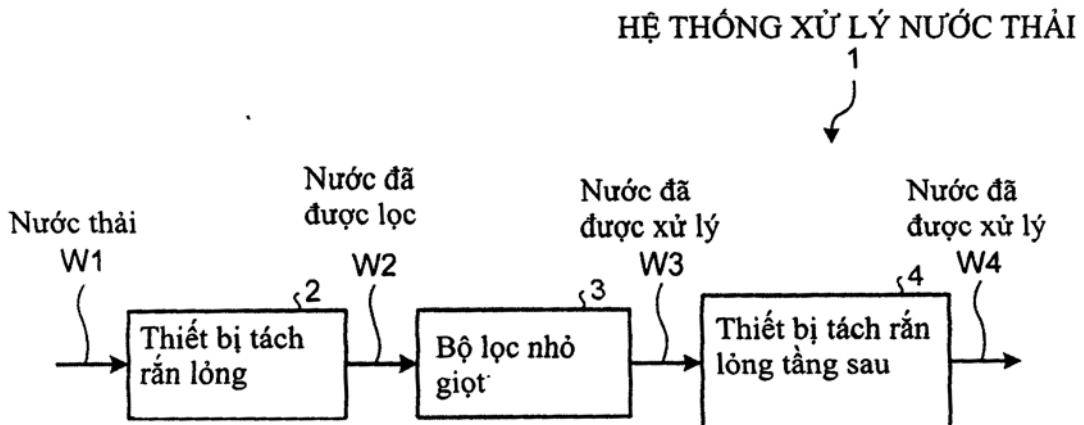 HỆ THỐNG XỬ LÝ NƯỚC THẢI
1
Nước thải
W1
Nước đã
được lọc
W2
Nước đã
được xử lý
W3
Nước đã
được xử lý
W4
2
Thiết bị tách
rắn lỏng
3
Bộ lọc nhỏ
giọt
4
Thiết bị tách rắn
lỏng tầng sau